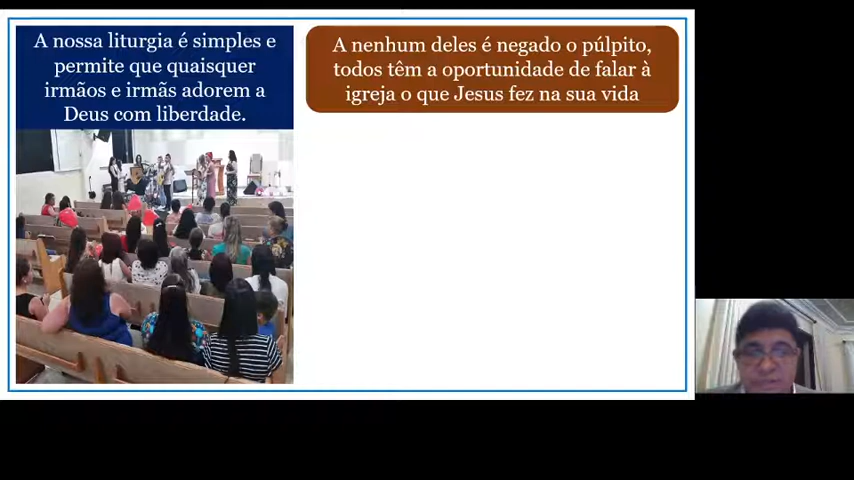 A nossa liturgia é simples e
permite que quaisquer
irmãos e irmãs adorem a
Deus com liberdade.
A nenhum deles é negado o púlpito,
todos têm a oportunidade de falar à
igreja o que Jesus fez na sua vida